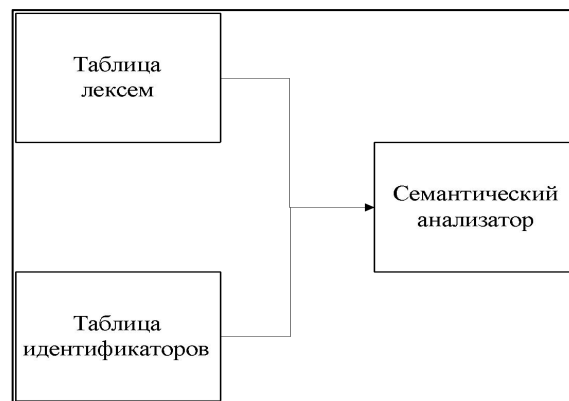 Таблица
лексем
Семантический
анализатор
Таблица
идентификаторов